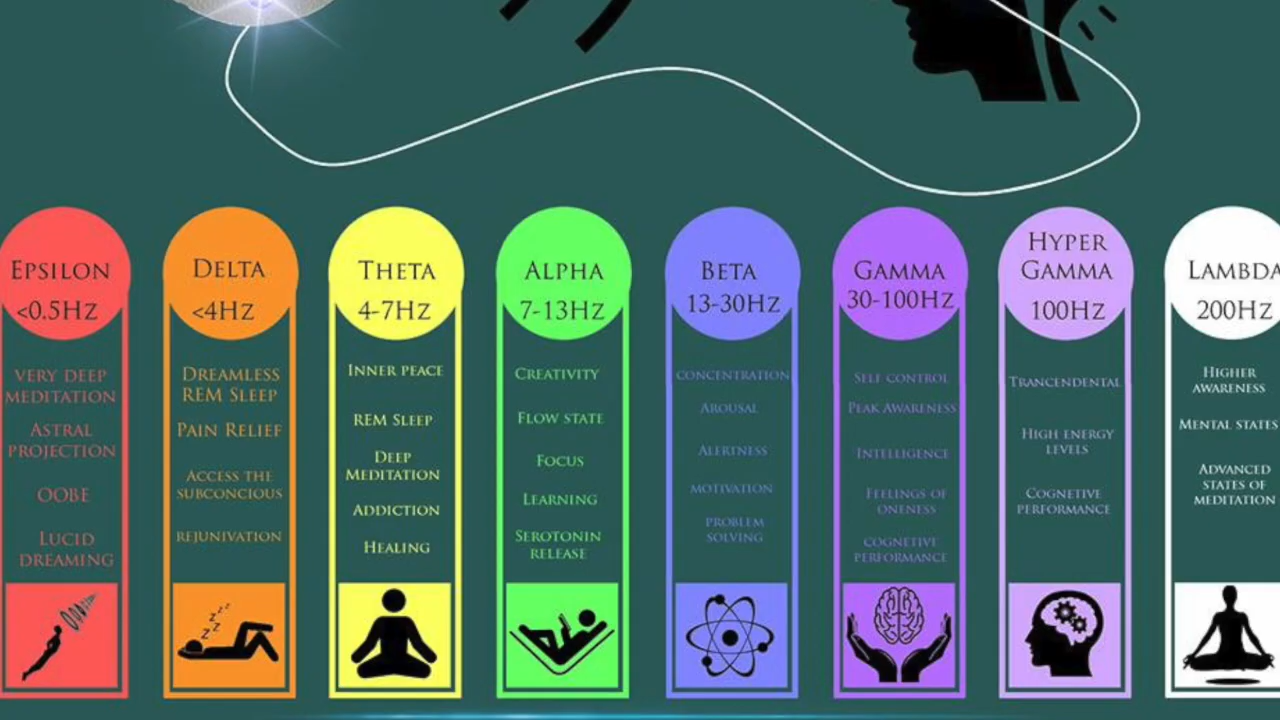 EPSILON
<0.5HZ
VERY DEEP
MEDITATION
ASTRAL
PROJECTION
OOBE
LUCID
DREAMING
DELTA
<4HZ
DREAMLESS
REM SLEEP
PAIN RELIEF
ACCESS THE
SUBCONCIOUS
REJUNIVATION
THETA
4-7HZ
INNER PEACE
REM SLEEP
DEEP
MEDITATION
ADDICTION
HEALING
ALPHA
7-13HZ
CREATIVITY
FLOW STATE
FOCUS
LEARNING
SEROTONIN
RELEASE
BETA
13-30HZ
CONCENTRATION
AROUSAL
ALERTNESS
MOTIVATION
PROBLEM
SOLVING
GAMMA
30-100HZ
SELF CONTROL
PEAK AWARENESS
INTELLIGENCE
FEELINGS OF
ONENESS
COGNETIVE
PERFORMANCE
HYPER
GAMMA
100HZ
TRANCENDENTAL
HIGH ENERGY
LEVELS
COGNETIVE
PERFORMANCE
LAMBDA
200HZ
HIGHER
AWARENESS
MENTAL STATES
ADVANCED
STATES OF
MEDITATION
zzz
zzz